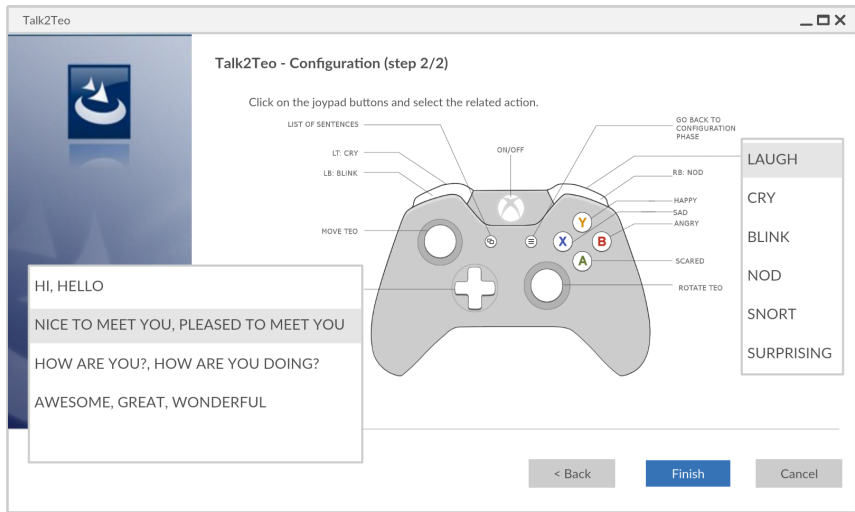 Talk2Teo
Talk2Teo - Configuration (step 2/2)
Click on the joypad buttons and select the related action.
LIST OF SENTENCES
GO BACK TO
CONFIGURATION
PHASE
LT: CRY
ON/OFF
LB: BLINK
RB: NOD
HAPPY
SAD
ANGRY
MOVE TEO
SCARED
ROTATE TEO
Y
X
B
A
LAUGH
CRY
BLINK
NOD
SNORT
SURPRISING
HI, HELLO
NICE TO MEET YOU, PLEASED TO MEET YOU
HOW ARE YOU?, HOW ARE YOU DOING?
AWESOME, GREAT, WONDERFUL
< Back
Finish
Cancel